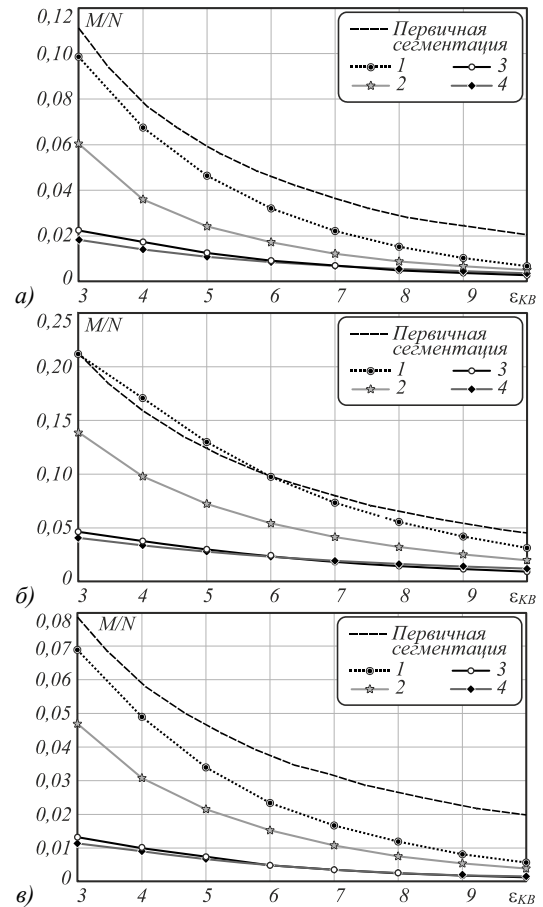 0,12 M/N
Первичная
сегментация
1 3
2 4
0,10
0,08
0,06
0,04
0,02
0
а) 3 4 5 6 7 8 9 εКВ
0,25 M/N
Первичная
сегментация
1 3
2 4
0,20
0,15
0,10
0,05
0
б) 3 4 5 6 7 8 9 εКВ
0,08 M/N
Первичная
сегментация
1 3
2 4
0,07
0,06
0,05
0,04
0,03
0,02
0,01
0
в) 3 4 5 6 7 8 9 εКВ